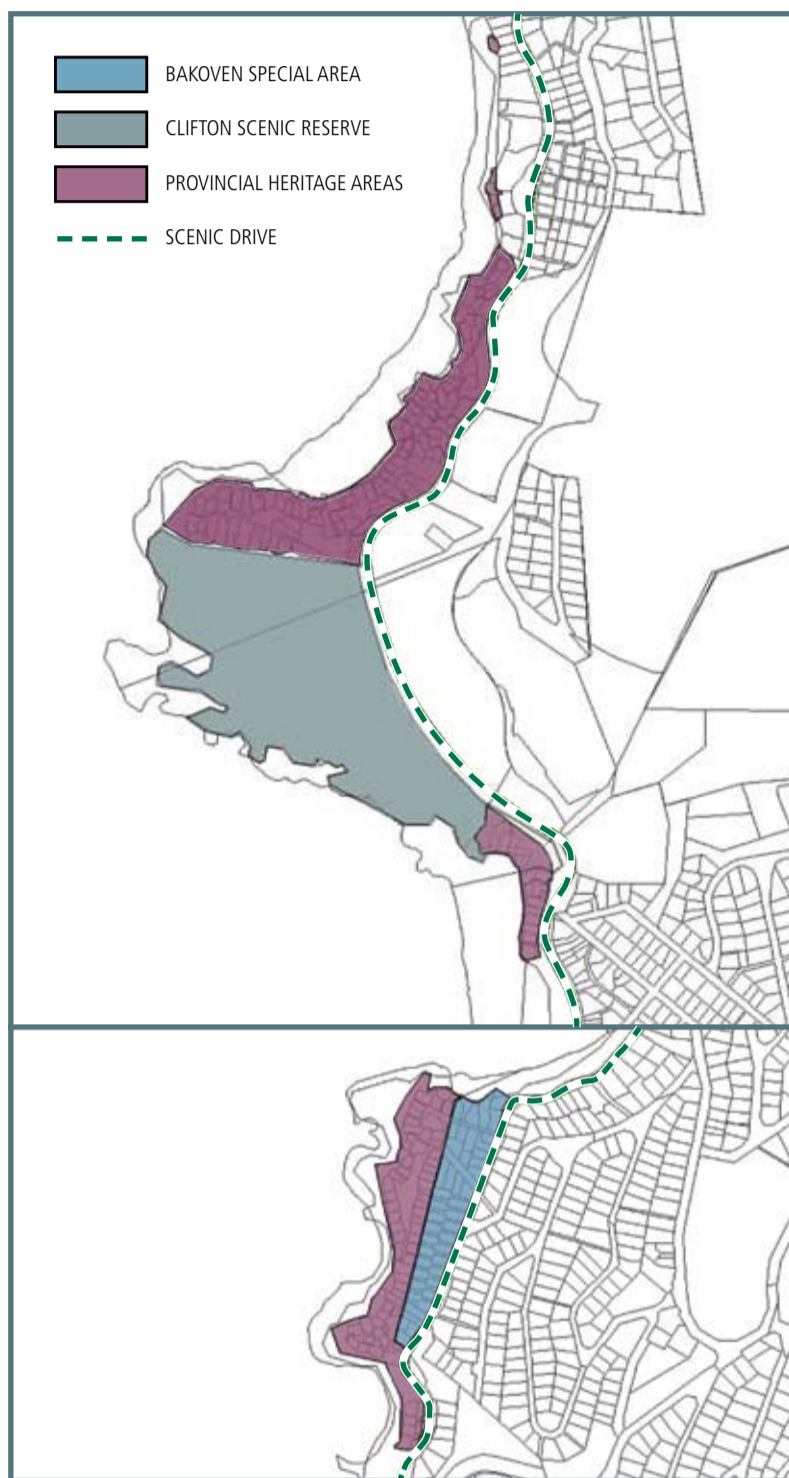 BAKOVEN SPECIAL AREA
CLIFTON SCENIC RESERVE
PROVINCIAL HERITAGE AREAS
SCENIC DRIVE